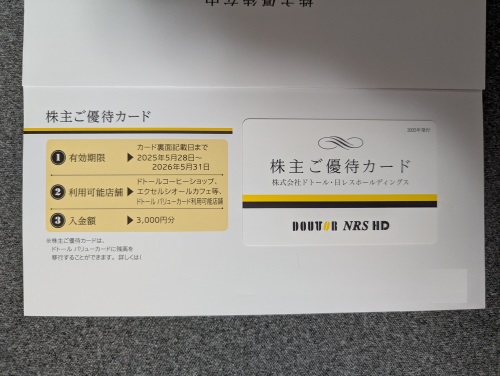 株主ご優待カード
1 有効期限 ▶ カード裏面記載日まで
2025年5月28日～
2026年5月31日
2 利用可能店舗 ▶ ドトールコーヒーショップ、
エクセルシオールカフェ等、
ドトール バリューカード利用可能店舗
3 入金額 ▶ 3,000円分
※株主ご優待カードは、
ドトール バリューカードに残高を
移行することができます。詳しくは!
2025年発行
株主ご優待カード
株式会社ドトール・日レスホールディングス
DOUTOR NRS HD